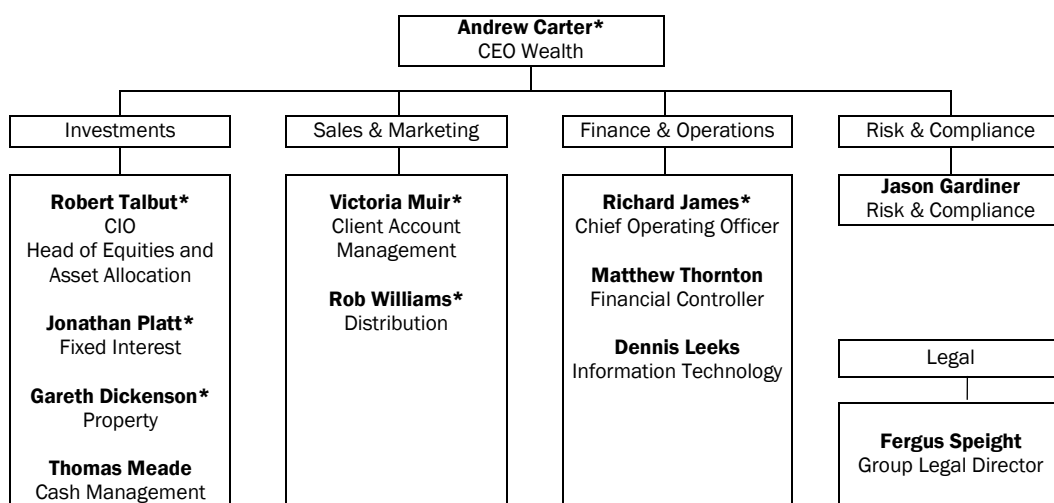 Andrew Carter*
CEO Wealth
Investments
Robert Talbut*
CIO
Head of Equities and
Asset Allocation
Jonathan Platt*
Fixed Interest
Gareth Dickenson*
Property
Thomas Meade
Cash Management
Sales & Marketing
Victoria Muir*
Client Account
Management
Rob Williams*
Distribution
Finance & Operations
Richard James*
Chief Operating Officer
Matthew Thornton
Financial Controller
Dennis Leeks
Information Technology
Risk & Compliance
Jason Gardiner
Risk & Compliance
Legal
Fergus Speight
Group Legal Director